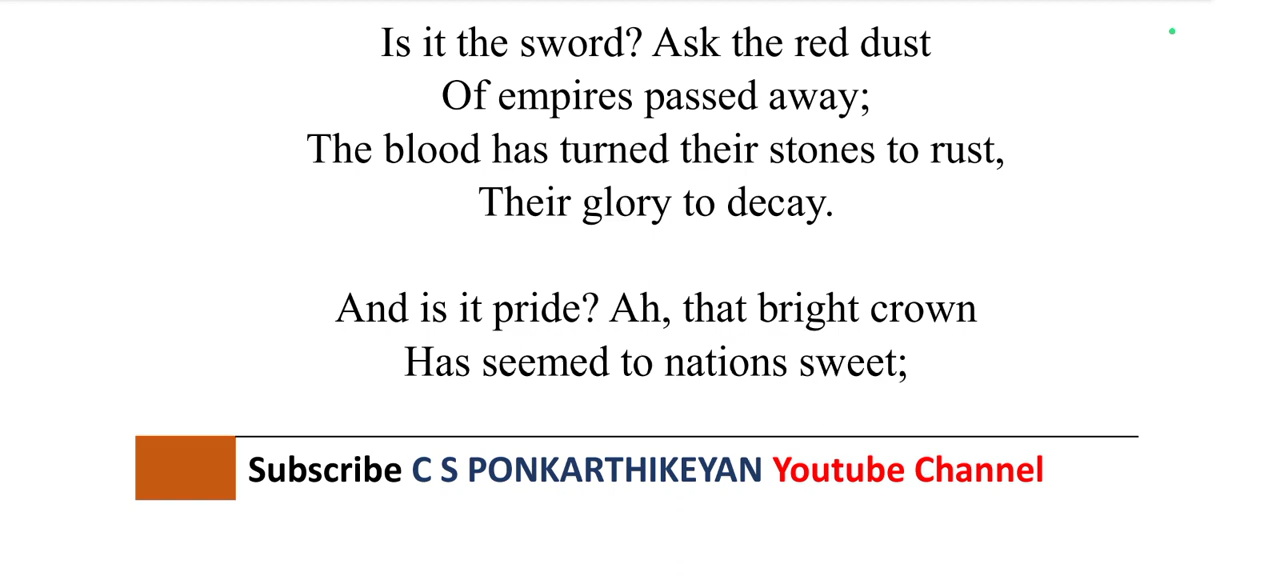 Is it the sword? Ask the red dust
Of empires passed away;
The blood has turned their stones to rust,
Their glory to decay.
And is it pride? Ah, that bright crown
Has seemed to nations sweet;
Subscribe C S PONKARTHIKEYAN Youtube Channel